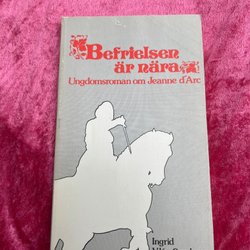 Befrielsen
är nära
Ungdomsroman om Jeanne d'Arc
Ingrid